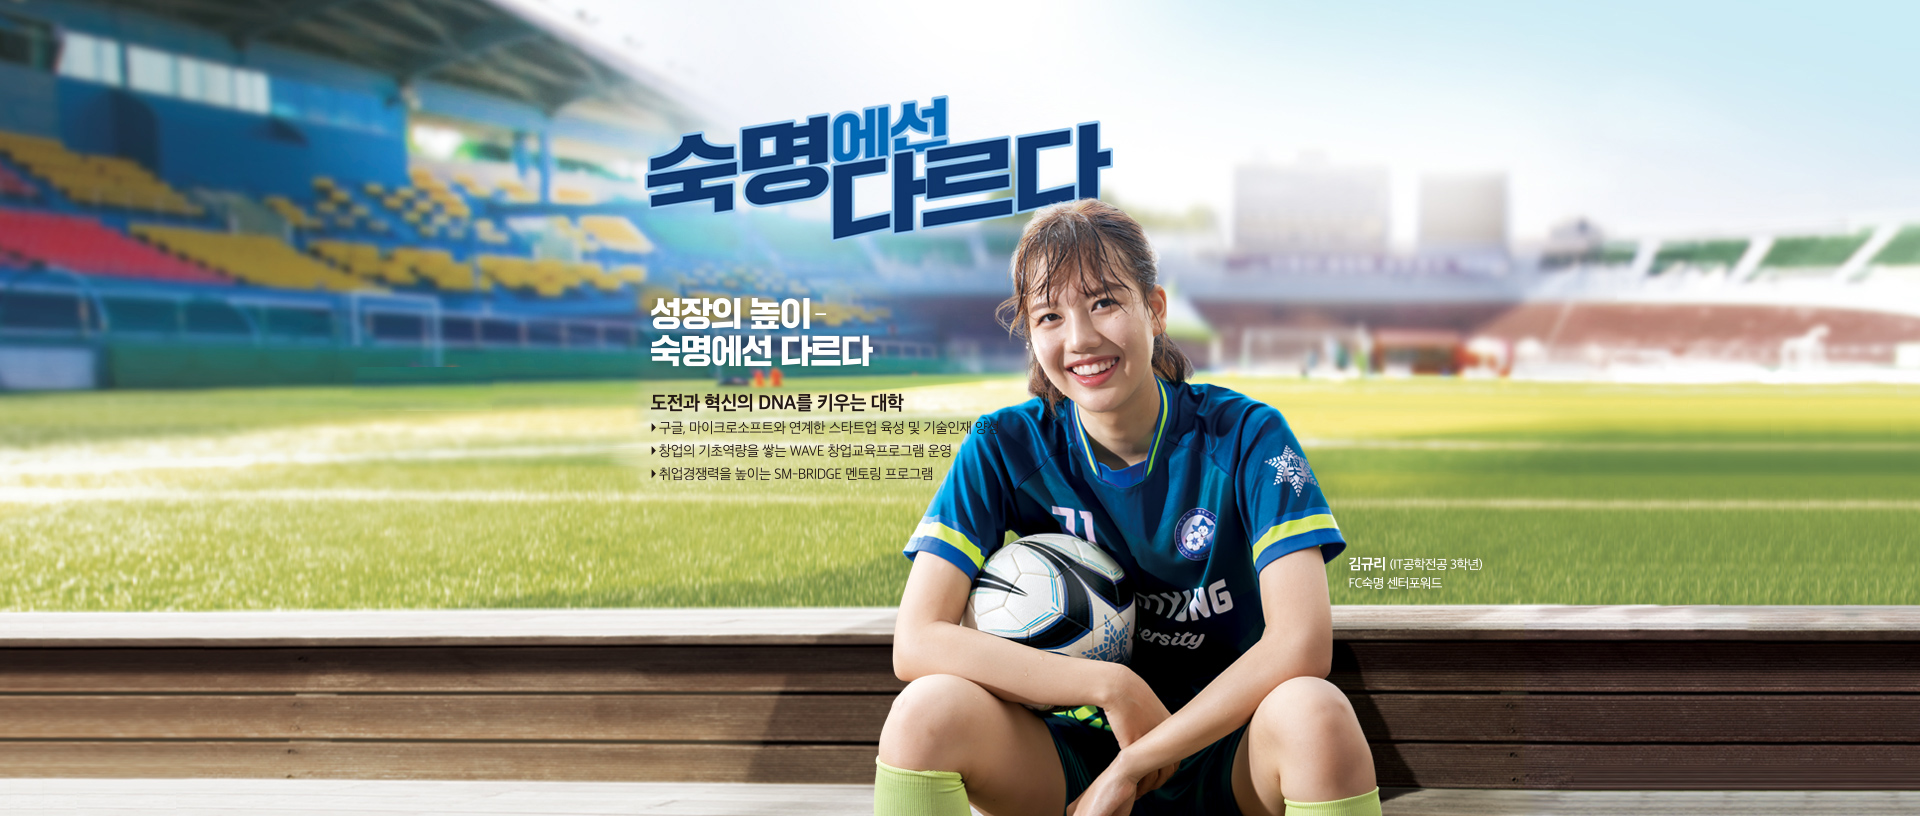 숙명에선
다르다
성장의 높이-
숙명에선 다르다
도전과 혁신의 DNA를 키우는 대학
구글, 마이크로소프트와 연계한 스타트업 육성 및 기술인재 양성
창업의 기초역량을 쌓는 WAVE 창업교육프로그램 운영
취업경쟁력을 높이는 SM-BRIDGE 멘토링 프로그램
김규리 (IT공학전공 3학년)
FC숙명 센터포워드